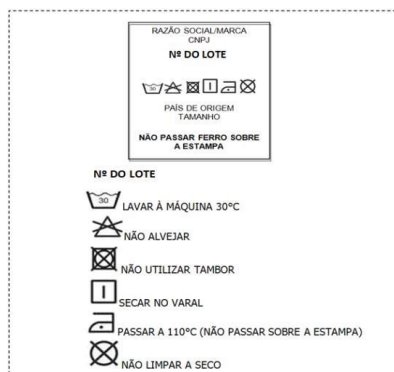 RAZÃO SOCIAL/MARCA
CNPJ
Nº DO LOTE
30
PAÍS DE ORIGEM
TAMANHO
NÃO PASSAR FERRO SOBRE
A ESTAMPA
Nº DO LOTE
30 LAVAR À MÁQUINA 30°C
NÃO ALVEJAR
NÃO UTILIZAR TAMBOR
SECAR NO VARAL
PASSAR A 110°C (NÃO PASSAR SOBRE A ESTAMPA)
NÃO LIMPAR A SECO